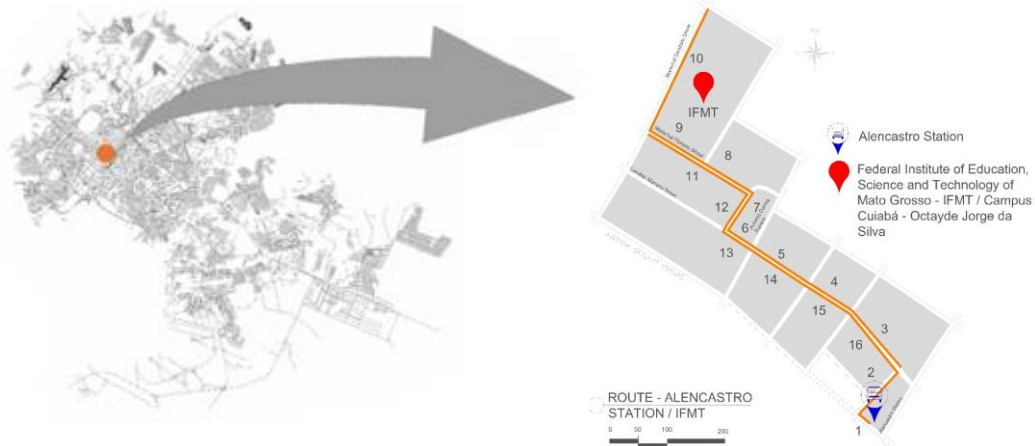 10
IFMT
9
8
11
12
7
6
13
5
14
4
15
3
16
2
1
Alencastro Station
Federal Institute of Education,
Science and Technology of
Mato Grosso - IFMT / Campus
Cuiabá - Octayde Jorge da
Silva
Alencastro Station
ROUTE - ALENCASTRO
STATION / IFMT
0 50 100 200